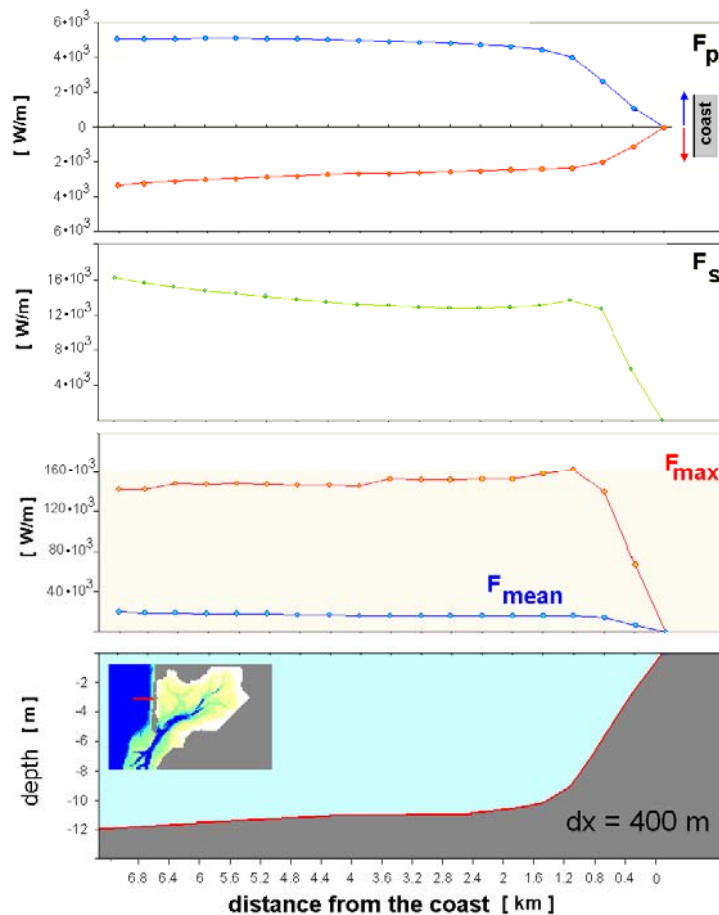 6•10³
F_p
4•10³
2•10³
[ W/m ]
0
coast
2•10³
4•10³
6•10³
F_s
16•10³
12•10³
8•10³
4•10³
160•10³
F_max
120•10³
[ W/m ]
80•10³
40•10³
F_mean
-2
-4
-6
-8
-10
-12
depth [ m ]
dx = 400 m
6.8 6.4 6 5.6 5.2 4.8 4.4 4 3.6 3.2 2.8 2.4 2 1.6 1.2 0.8 0.4 0
distance from the coast [ km ]